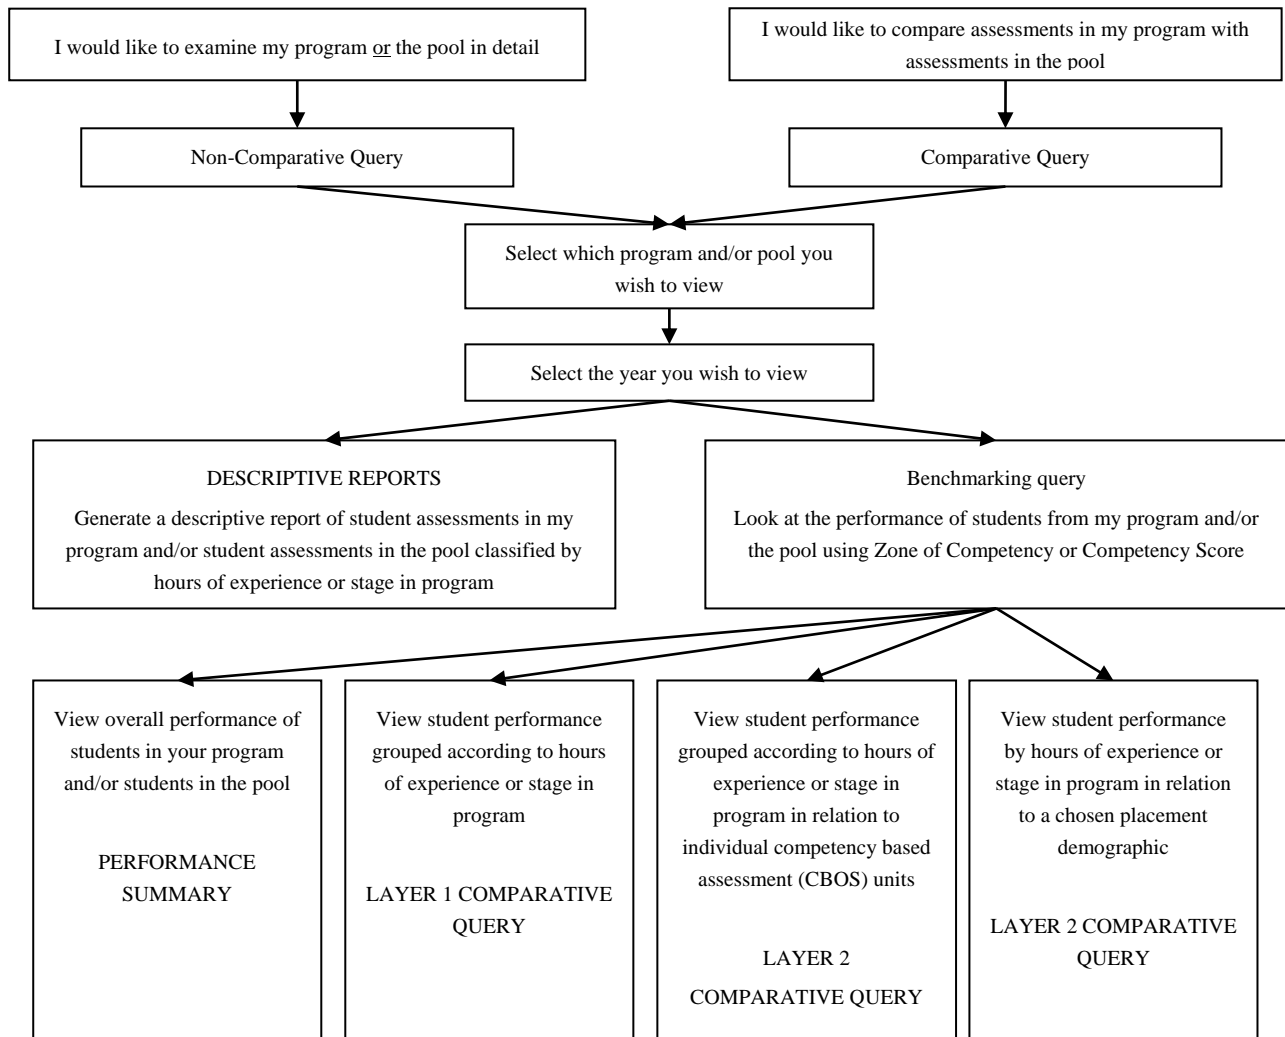 I would like to examine my program or the pool in detail
I would like to compare assessments in my program with
assessments in the pool
Non-Comparative Query
Comparative Query
Select which program and/or pool you
wish to view
Select the year you wish to view
DESCRIPTIVE REPORTS
Generate a descriptive report of student assessments in my
program and/or student assessments in the pool classified by
hours of experience or stage in program
Benchmarking query
Look at the performance of students from my program and/or
the pool using Zone of Competency or Competency Score
View overall performance of
students in your program
and/or students in the pool
PERFORMANCE
SUMMARY
View student performance
grouped according to hours
of experience or stage in
program
LAYER 1 COMPARATIVE
QUERY
View student performance
grouped according to hours of
experience or stage in
program in relation to
individual competency based
assessment (CBOS) units
LAYER 2
COMPARATIVE QUERY
View student performance
by hours of experience or
stage in program in relation
to a chosen placement
demographic
LAYER 2 COMPARATIVE
QUERY